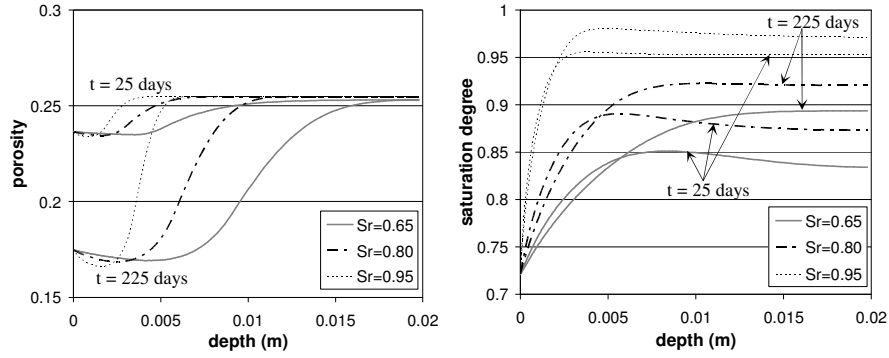 0.3
0.25
0.2
0.15
porosity
t = 25 days
t = 225 days
Sr=0.65
Sr=0.80
Sr=0.95
0
0.005
0.01
0.015
0.02
depth (m)
1
0.95
0.9
0.85
0.8
0.75
0.7
saturation degree
t = 225 days
t = 25 days
Sr=0.65
Sr=0.80
Sr=0.95
0
0.005
0.01
0.015
0.02
depth (m)